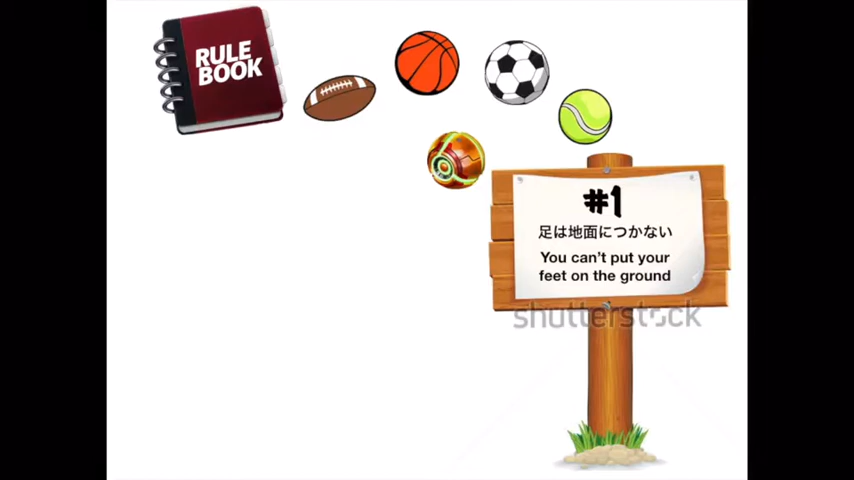 RULE
BOOK
#1
足は地面につかない
You can't put your
feet on the ground
shutterstock